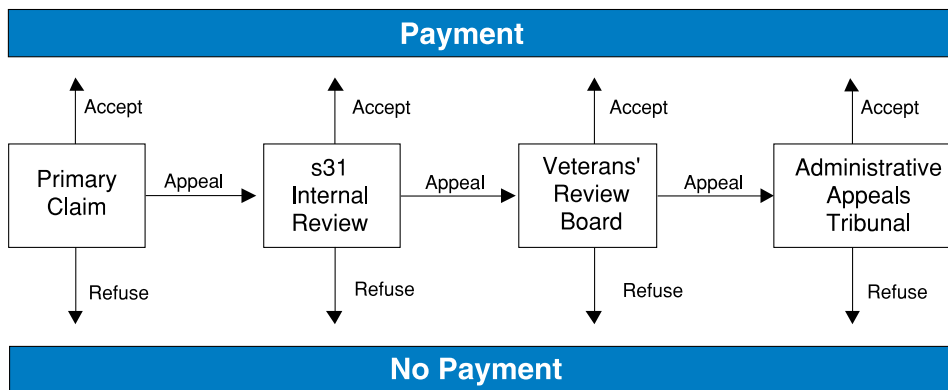 Payment
Accept
Accept
Accept
Accept
Primary
Claim
Appeal
s31
Internal
Review
Appeal
Veterans'
Review
Board
Appeal
Administrative
Appeals
Tribunal
Refuse
Refuse
Refuse
Refuse
No Payment